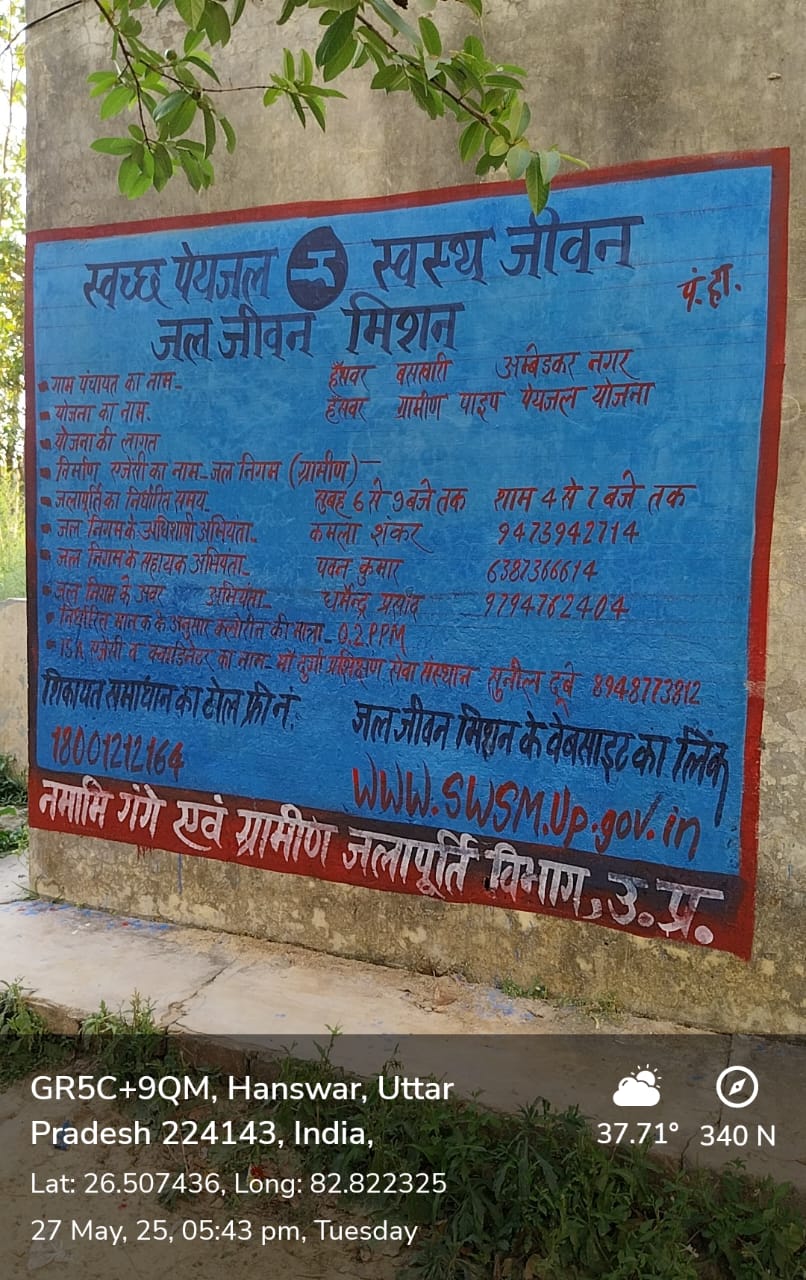 स्वच्छ पेयजल स्वस्थ जीवन
पं.हा.
जल जीवन मिशन
ग्राम पंचायत का नाम- हँसवर बसखारी अम्बेडकर नगर
योजना का नाम- हँसवर ग्रामीण पाइप पेयजल योजना
योजना की लागत
निर्माण एजेंसी का नाम-जल निगम (ग्रामीण)-
जलापूर्ति का निर्धारित समय- सुबह 6 से 9 बजे तक शाम 4 से 7 बजे तक
जल निगम के अधिशाषी अभियंता- कमला शंकर 9473942714
जल निगम के सहायक अभियंता- पवन कुमार 6387366614
जल निगम के अवर अभियंता- धर्मेन्द्र प्रसाद 9794762404
निर्धारित मानक के अनुसार क्लोरीन की मात्रा- 0.2 PPM
ISA एजेंसी व क्वाडिनेटर का नाम- माँ दुर्गा प्रशिक्षण सेवा संस्थान सुनील दूबे 8948773812
शिकायत समाधान का टोल फ्री नं.
18001212164
जल जीवन मिशन के वेबसाइट का लिंक
WWW.SWSM.Up.gov.in
नमामि गंगे एवं ग्रामीण जलापूर्ति विभाग, उ.प्र.
GR5C+9QM, Hanswar, Uttar
Pradesh 224143, India,
37.71° 340 N
Lat: 26.507436, Long: 82.822325
27 May, 25, 05:43 pm, Tuesday